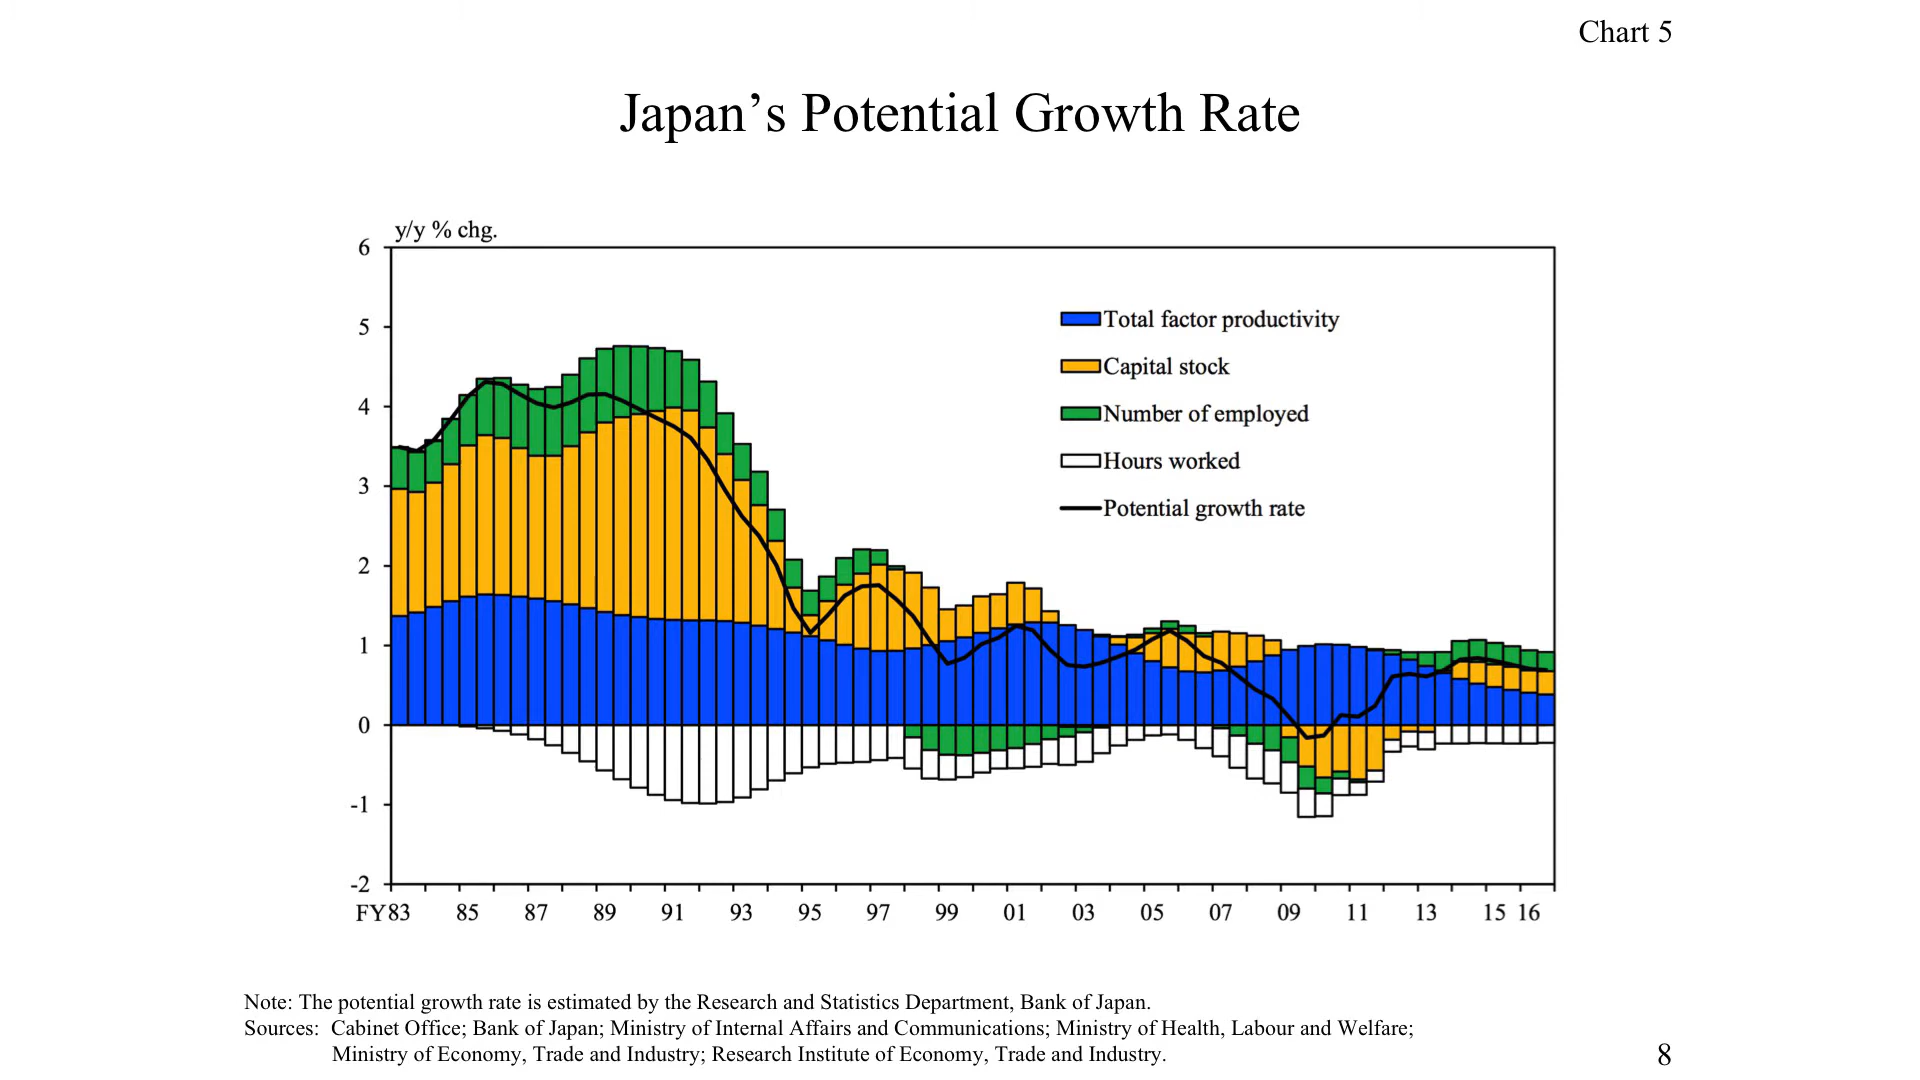 Chart 5
Japan’s Potential Growth Rate
y/y % chg.
6
5
4
3
2
1
0
-1
-2
Total factor productivity
Capital stock
Number of employed
Hours worked
Potential growth rate
FY83 85 87 89 91 93 95 97 99 01 03 05 07 09 11 13 15 16
Note: The potential growth rate is estimated by the Research and Statistics Department, Bank of Japan.
Sources: Cabinet Office; Bank of Japan; Ministry of Internal Affairs and Communications; Ministry of Health, Labour and Welfare;
Ministry of Economy, Trade and Industry; Research Institute of Economy, Trade and Industry.
8